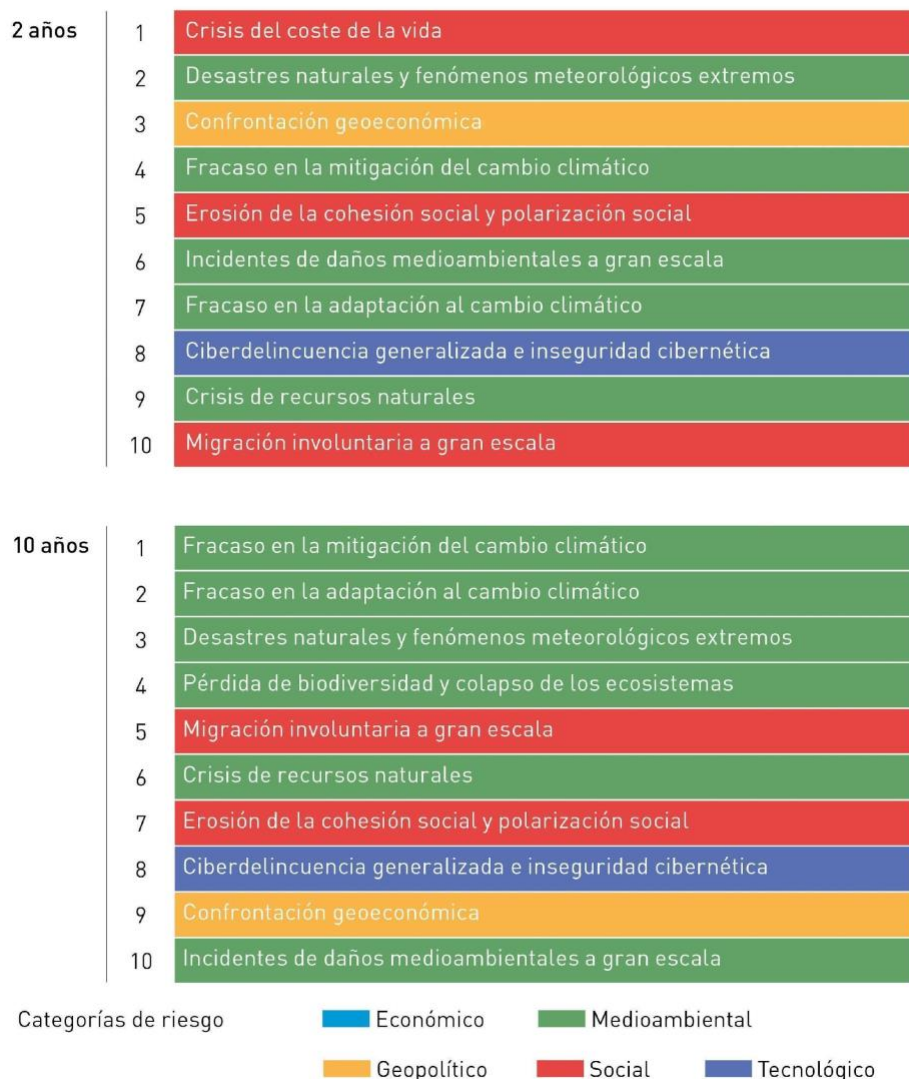 2 años
1 Crisis del coste de la vida
2 Desastres naturales y fenómenos meteorológicos extremos
3 Confrontación geoeconómica
4 Fracaso en la mitigación del cambio climático
5 Erosión de la cohesión social y polarización social
6 Incidentes de daños medioambientales a gran escala
7 Fracaso en la adaptación al cambio climático
8 Ciberdelincuencia generalizada e inseguridad cibernética
9 Crisis de recursos naturales
10 Migración involuntaria a gran escala
10 años
1 Fracaso en la mitigación del cambio climático
2 Fracaso en la adaptación al cambio climático
3 Desastres naturales y fenómenos meteorológicos extremos
4 Pérdida de biodiversidad y colapso de los ecosistemas
5 Migración involuntaria a gran escala
6 Crisis de recursos naturales
7 Erosión de la cohesión social y polarización social
8 Ciberdelincuencia generalizada e inseguridad cibernética
9 Confrontación geoeconómica
10 Incidentes de daños medioambientales a gran escala
Categorías de riesgo Económico Medioambiental
Geopolítico Social Tecnológico